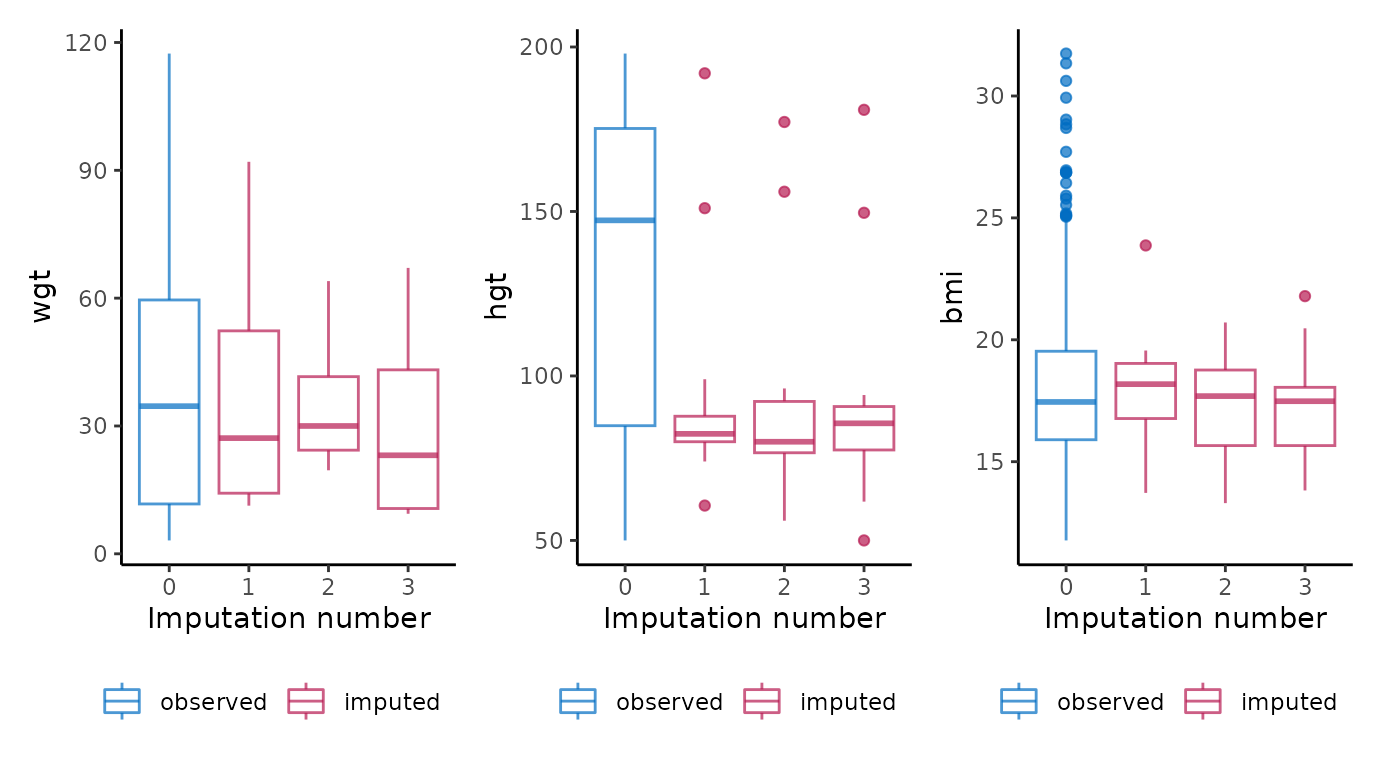 wgt
120
90
60
30
0
0 1 2 3
Imputation number
observed imputed
hgt
200
150
100
50
0 1 2 3
Imputation number
observed imputed
bmi
30
25
20
15
0 1 2 3
Imputation number
observed imputed